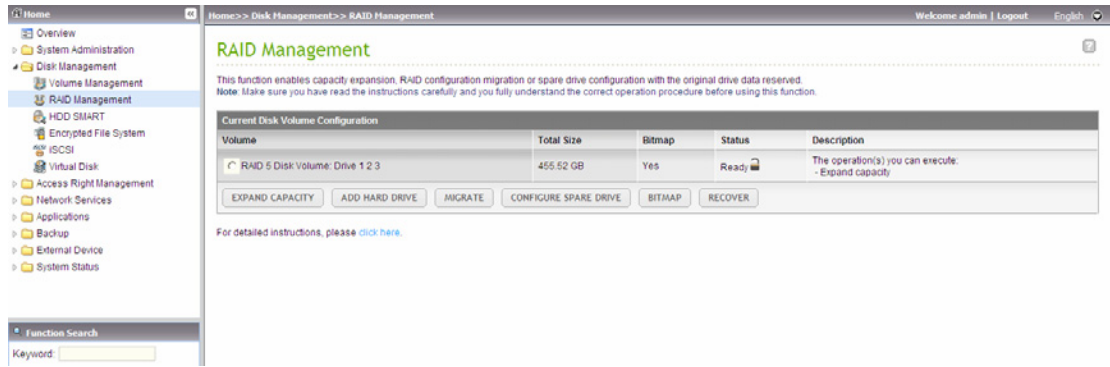 Home
Home>> Disk Management>> RAID Management
Welcome admin | Logout
English
Overview
System Administration
Disk Management
Volume Management
RAID Management
HDD SMART
Encrypted File System
iSCSI
Virtual Disk
Access Right Management
Network Services
Applications
Backup
External Device
System Status
Function Search
Keyword:
RAID Management
This function enables capacity expansion, RAID configuration migration or spare drive configuration with the original drive data reserved.
Note: Make sure you have read the instructions carefully and you fully understand the correct operation procedure before using this function.
Current Disk Volume Configuration
Volume Total Size Bitmap Status Description
RAID 5 Disk Volume: Drive 1 2 3 455.52 GB Yes Ready The operation(s) you can execute:
- Expand capacity
EXPAND CAPACITY ADD HARD DRIVE MIGRATE CONFIGURE SPARE DRIVE BITMAP RECOVER
For detailed instructions, please click here.